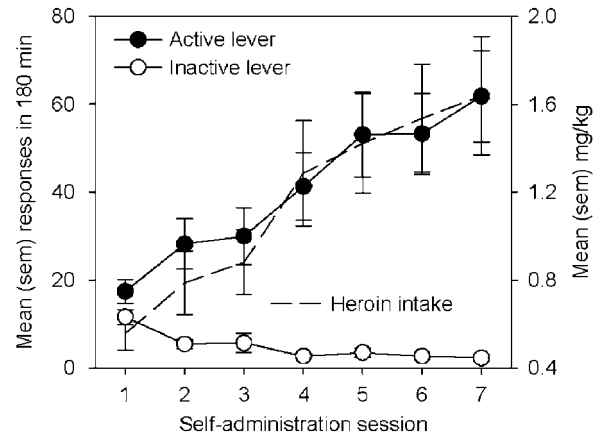 80
60
40
20
0
Mean (sem) responses in 180 min
Active lever
Inactive lever
Heroin intake
2.0
1.6
1.2
0.8
0.4
Mean (sem) mg/kg
1 2 3 4 5 6 7
Self-administration session